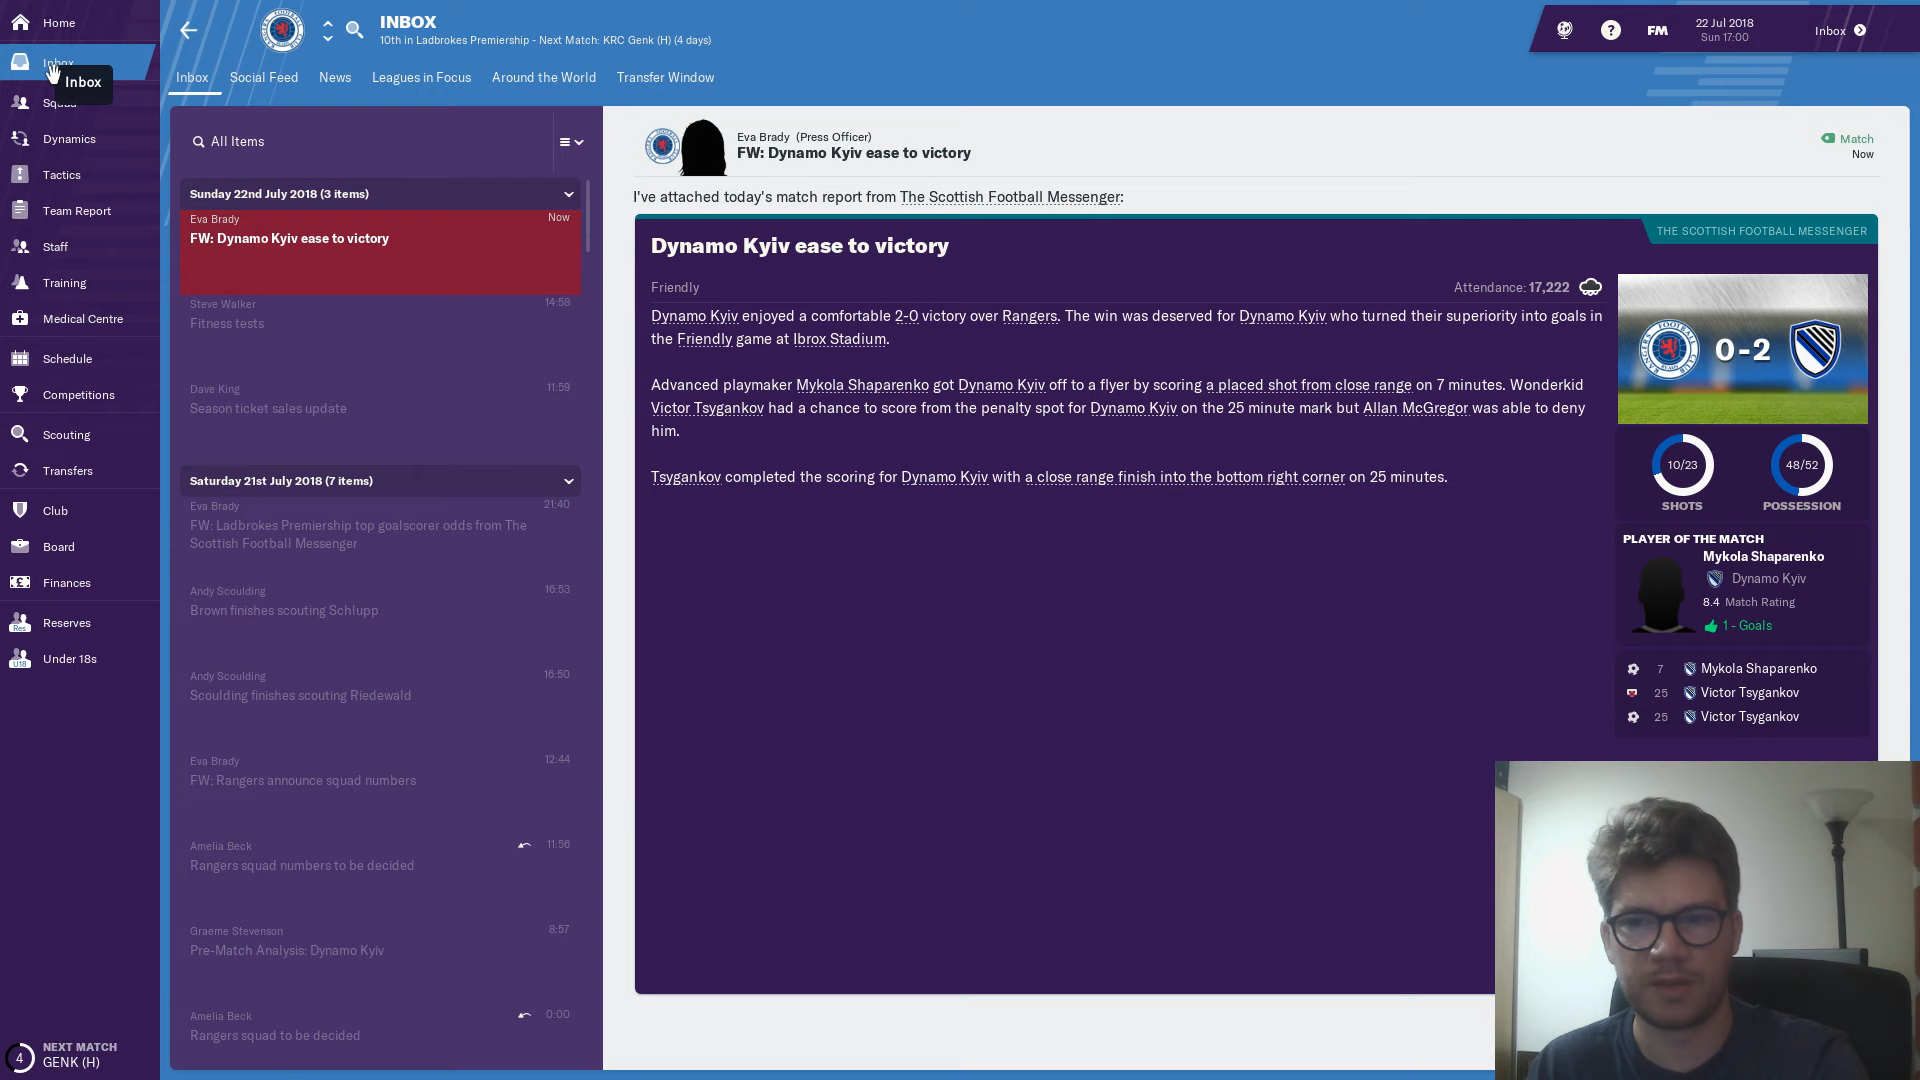 Home
Inbox
Inbox
Dynamics
Tactics
Team Report
Staff
Training
Medical Centre
Schedule
Competitions
Scouting
Transfers
Club
Board
Finances
Res
Reserves
U18
Under 18s
4
NEXT MATCH
GENK (H)
INBOX
10th in Ladbrokes Premiership - Next Match: KRC Genk (H) (4 days)
FM
22 Jul 2018
Sun 17:00
Inbox
Inbox
Social Feed
News
Leagues in Focus
Around the World
Transfer Window
All Items
Sunday 22nd July 2018 (3 items)
Eva Brady
Now
FW: Dynamo Kyiv ease to victory
Steve Walker
14:58
Fitness tests
Dave King
11:59
Season ticket sales update
Saturday 21st July 2018 (7 items)
Eva Brady
21:40
FW: Ladbrokes Premiership top goalscorer odds from The
Scottish Football Messenger
Andy Scoulding
16:53
Brown finishes scouting Schlupp
Andy Scoulding
16:50
Scoulding finishes scouting Riedewald
Eva Brady
12:44
FW: Rangers announce squad numbers
Amelia Beck
11:56
Rangers squad numbers to be decided
Graeme Stevenson
8:57
Pre-Match Analysis: Dynamo Kyiv
Amelia Beck
0:00
Rangers squad to be decided
Eva Brady (Press Officer)
FW: Dynamo Kyiv ease to victory
Match
Now
I've attached today's match report from The Scottish Football Messenger:
THE SCOTTISH FOOTBALL MESSENGER
Dynamo Kyiv ease to victory
Friendly
Attendance: 17,222
Dynamo Kyiv enjoyed a comfortable 2-0 victory over Rangers. The win was deserved for Dynamo Kyiv who turned their superiority into goals in
the Friendly game at Ibrox Stadium.
Advanced playmaker Mykola Shaparenko got Dynamo Kyiv off to a flyer by scoring a placed shot from close range on 7 minutes. Wonderkid
Victor Tsygankov had a chance to score from the penalty spot for Dynamo Kyiv on the 25 minute mark but Allan McGregor was able to deny
him.
Tsygankov completed the scoring for Dynamo Kyiv with a close range finish into the bottom right corner on 25 minutes.
0-2
10/23
SHOTS
48/52
POSSESSION
PLAYER OF THE MATCH
Mykola Shaparenko
Dynamo Kyiv
8.4 Match Rating
1 - Goals
7 Mykola Shaparenko
25 Victor Tsygankov
25 Victor Tsygankov